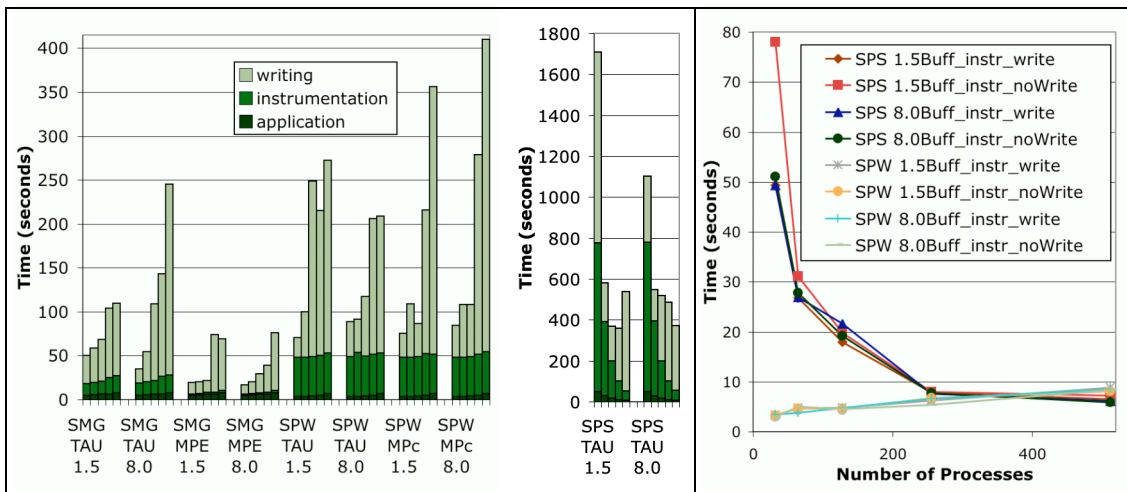 400
350
300
250
200
150
100
50
0
Time (seconds)
writing
instrumentation
application
SMG SMG SMG SMG SPW SPW SPW SPW
TAU TAU MPE MPE TAU TAU MPc MPc
1.5 8.0 1.5 8.0 1.5 8.0 1.5 8.0
1800
1600
1400
1200
1000
800
600
400
200
0
Time (seconds)
SPS SPS
TAU TAU
1.5 8.0
80
70
60
50
40
30
20
10
0
Time (seconds)
SPS 1.5Buff_instr_write
SPS 1.5Buff_instr_noWrite
SPS 8.0Buff_instr_write
SPS 8.0Buff_instr_noWrite
SPW 1.5Buff_instr_write
SPW 1.5Buff_instr_noWrite
SPW 8.0Buff_instr_write
SPW 8.0Buff_instr_noWrite
0 200 400
Number of Processes